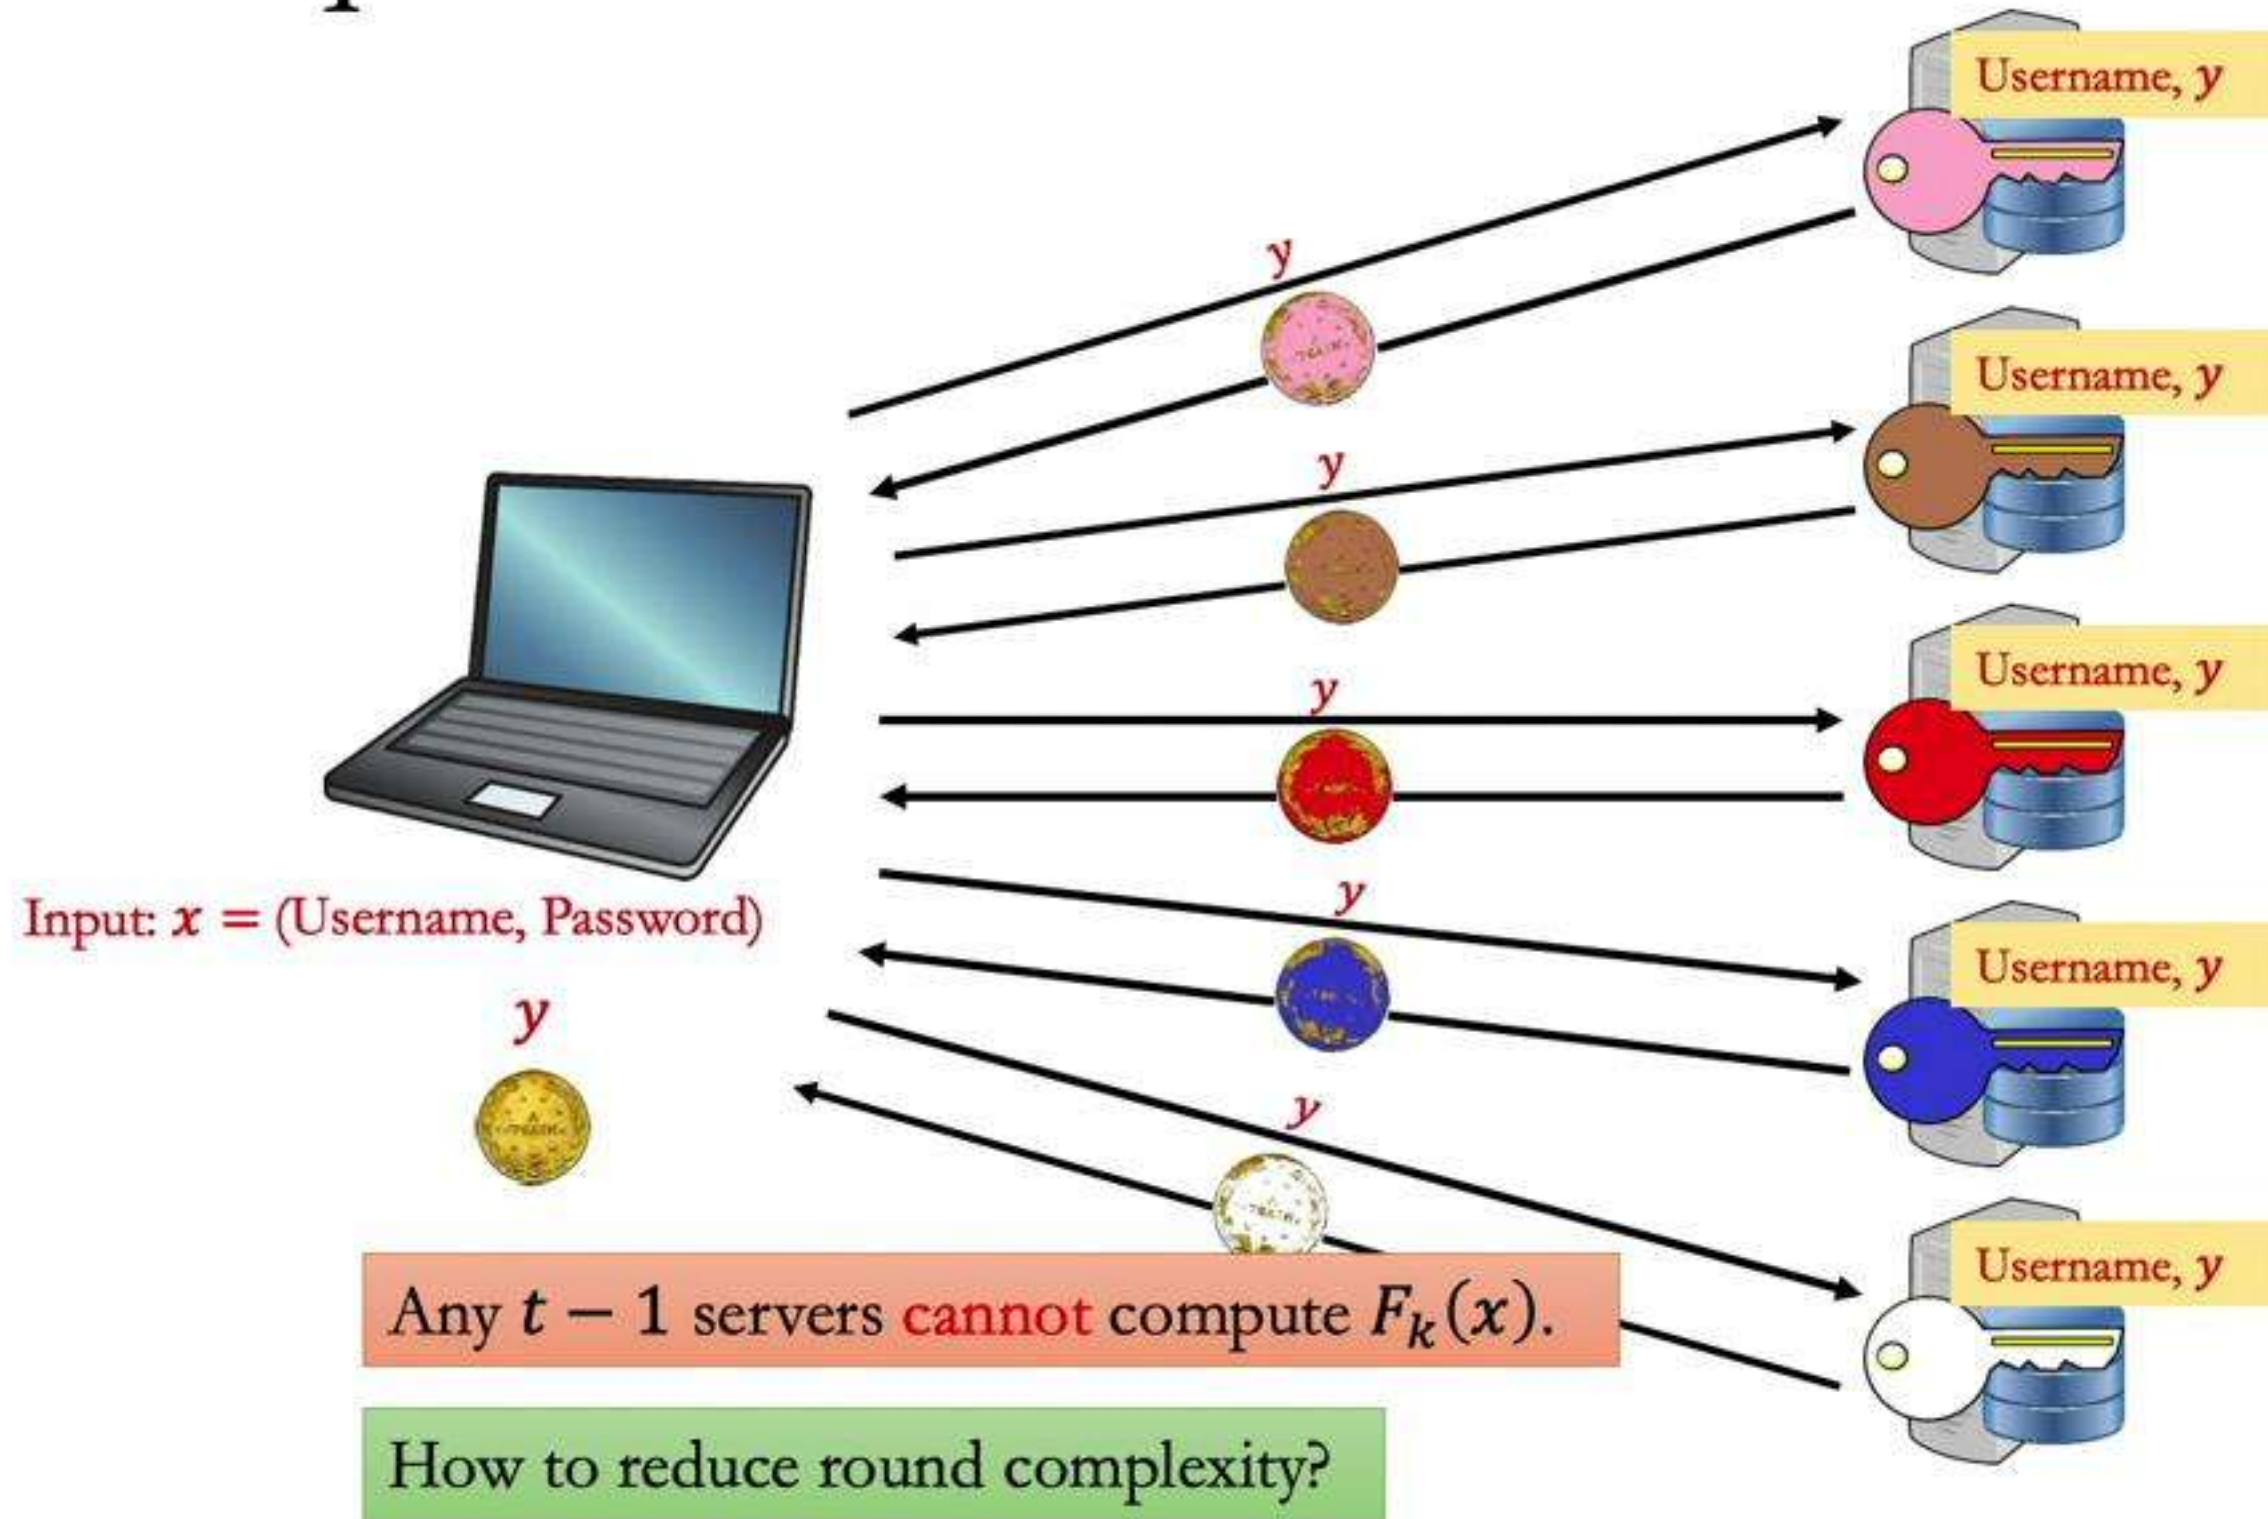 Username, y
y
Username, y
y
Username, y
y
Input: x = (Username, Password)
y
Username, y
y
y
Username, y
Any t − 1 servers cannot compute Fₖ(x).
How to reduce round complexity?